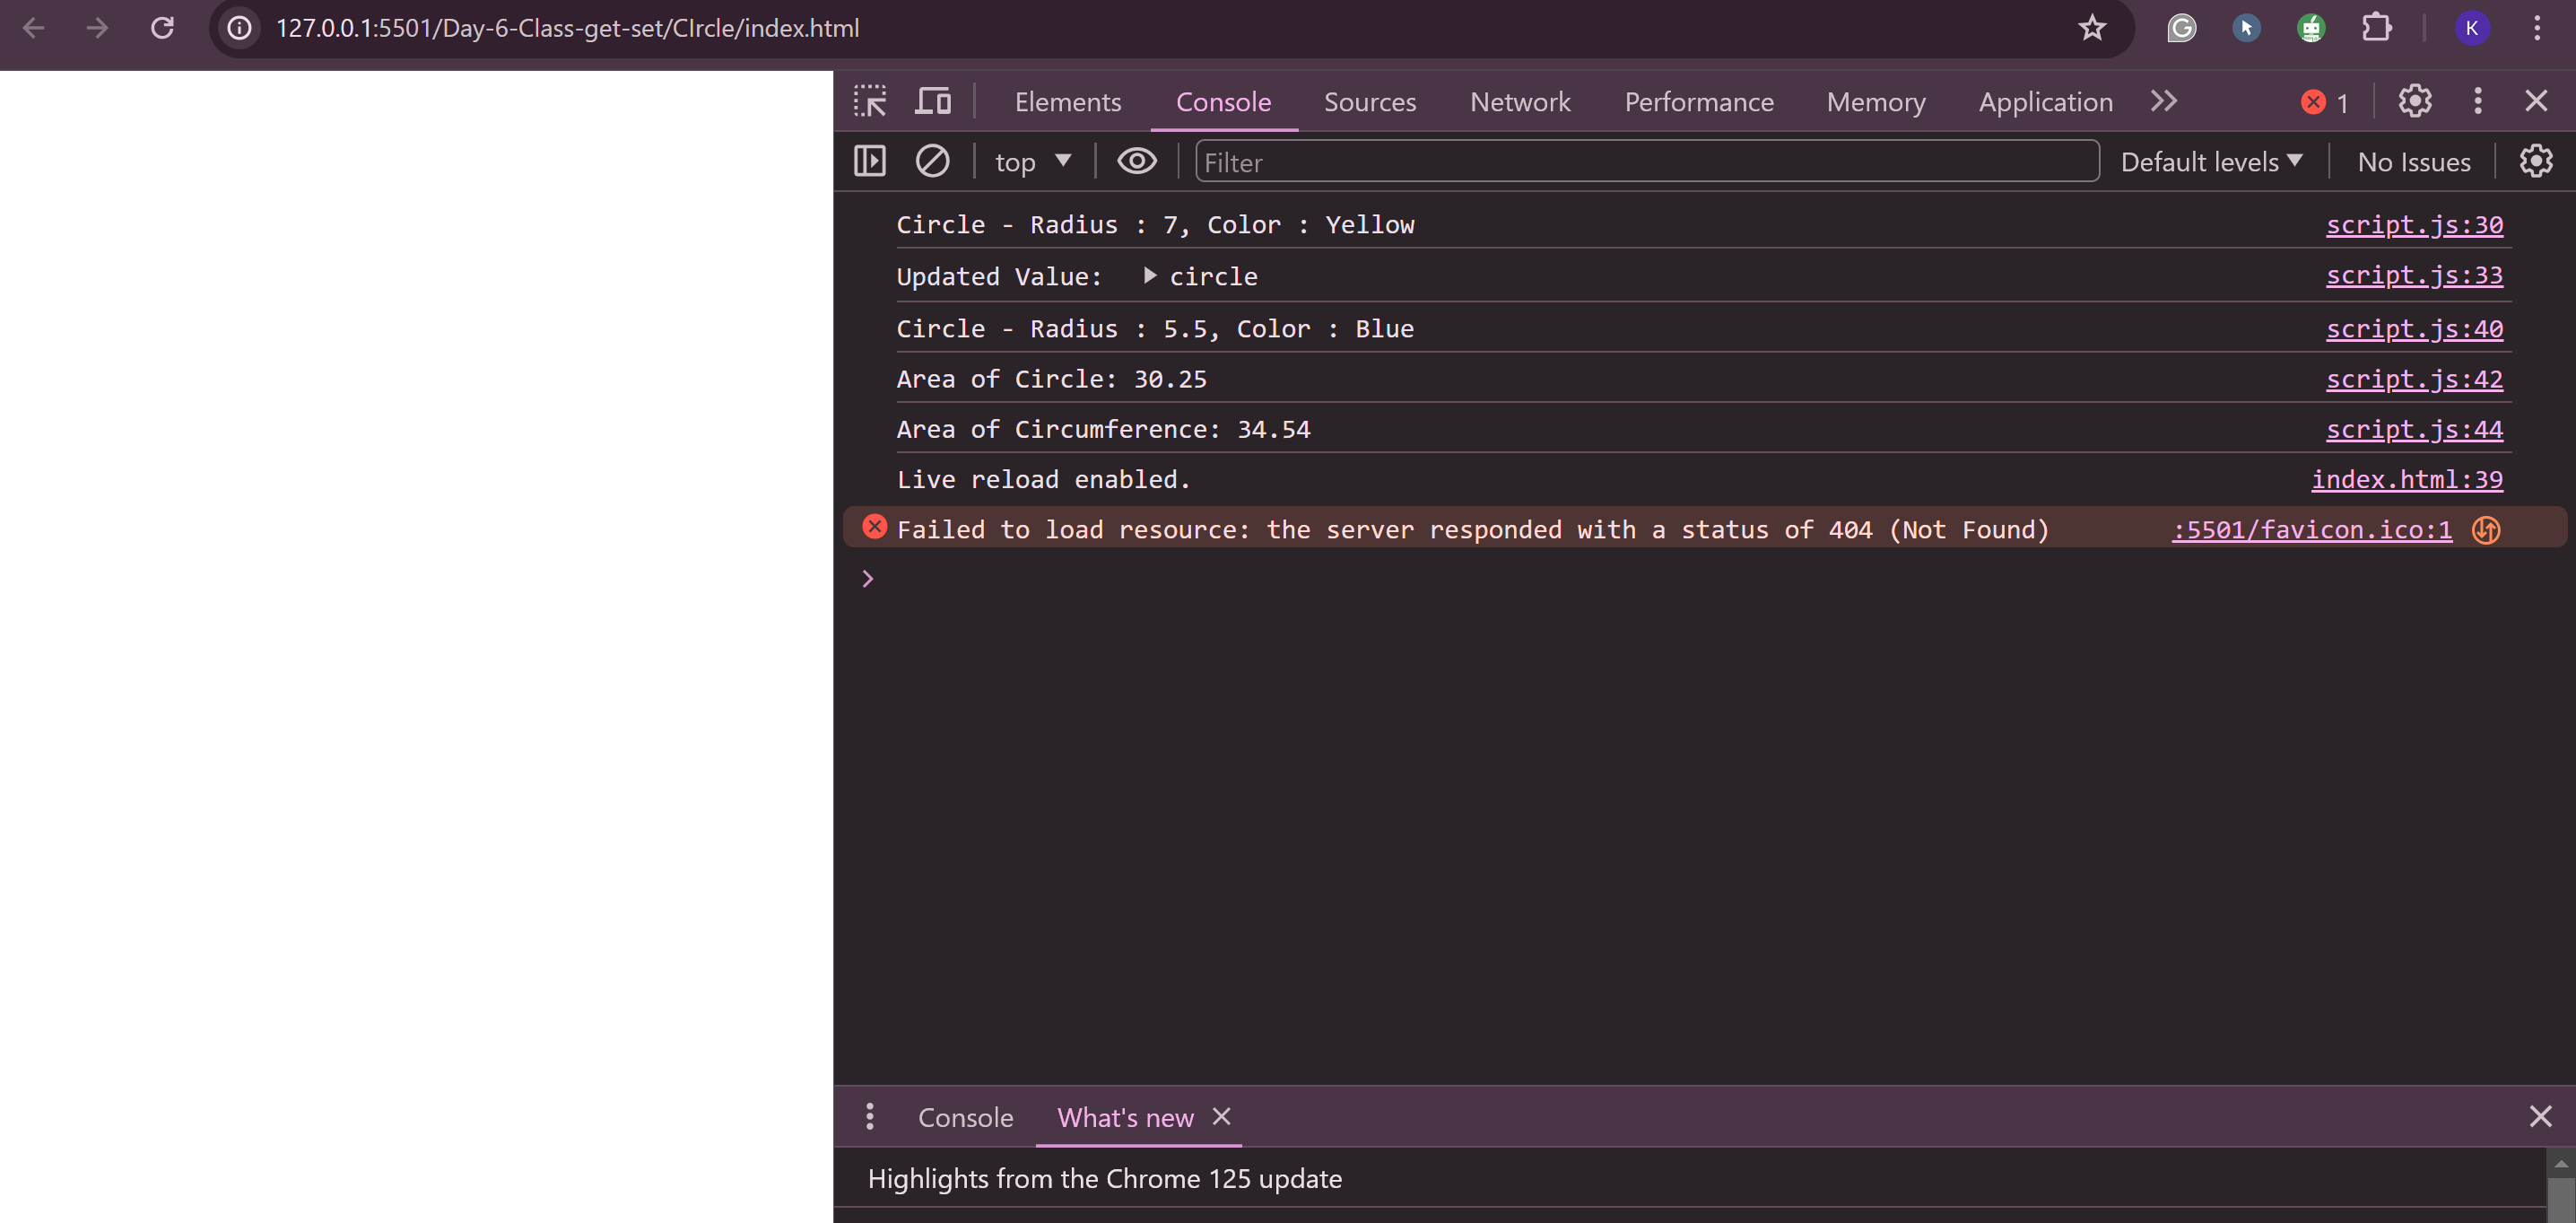 127.0.0.1:5501/Day-6-Class-get-set/CIrcle/index.html
K
Elements Console Sources Network Performance Memory Application 1
top Filter Default levels No Issues
Circle - Radius : 7, Color : Yellow script.js:30
Updated Value: circle script.js:33
Circle - Radius : 5.5, Color : Blue script.js:40
Area of Circle: 30.25 script.js:42
Area of Circumference: 34.54 script.js:44
Live reload enabled. index.html:39
Failed to load resource: the server responded with a status of 404 (Not Found) :5501/favicon.ico:1
Console What's new
Highlights from the Chrome 125 update